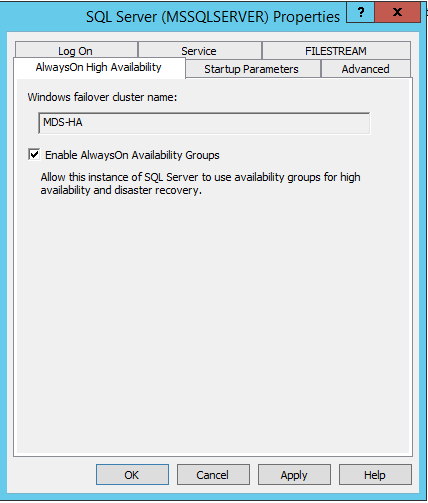 SQL Server (MSSQLSERVER) Properties
?
x
Log On
Service
FILESTREAM
AlwaysOn High Availability
Startup Parameters
Advanced
Windows failover cluster name:
MDS-HA
Enable AlwaysOn Availability Groups
Allow this instance of SQL Server to use availability groups for high
availability and disaster recovery.
OK
Cancel
Apply
Help